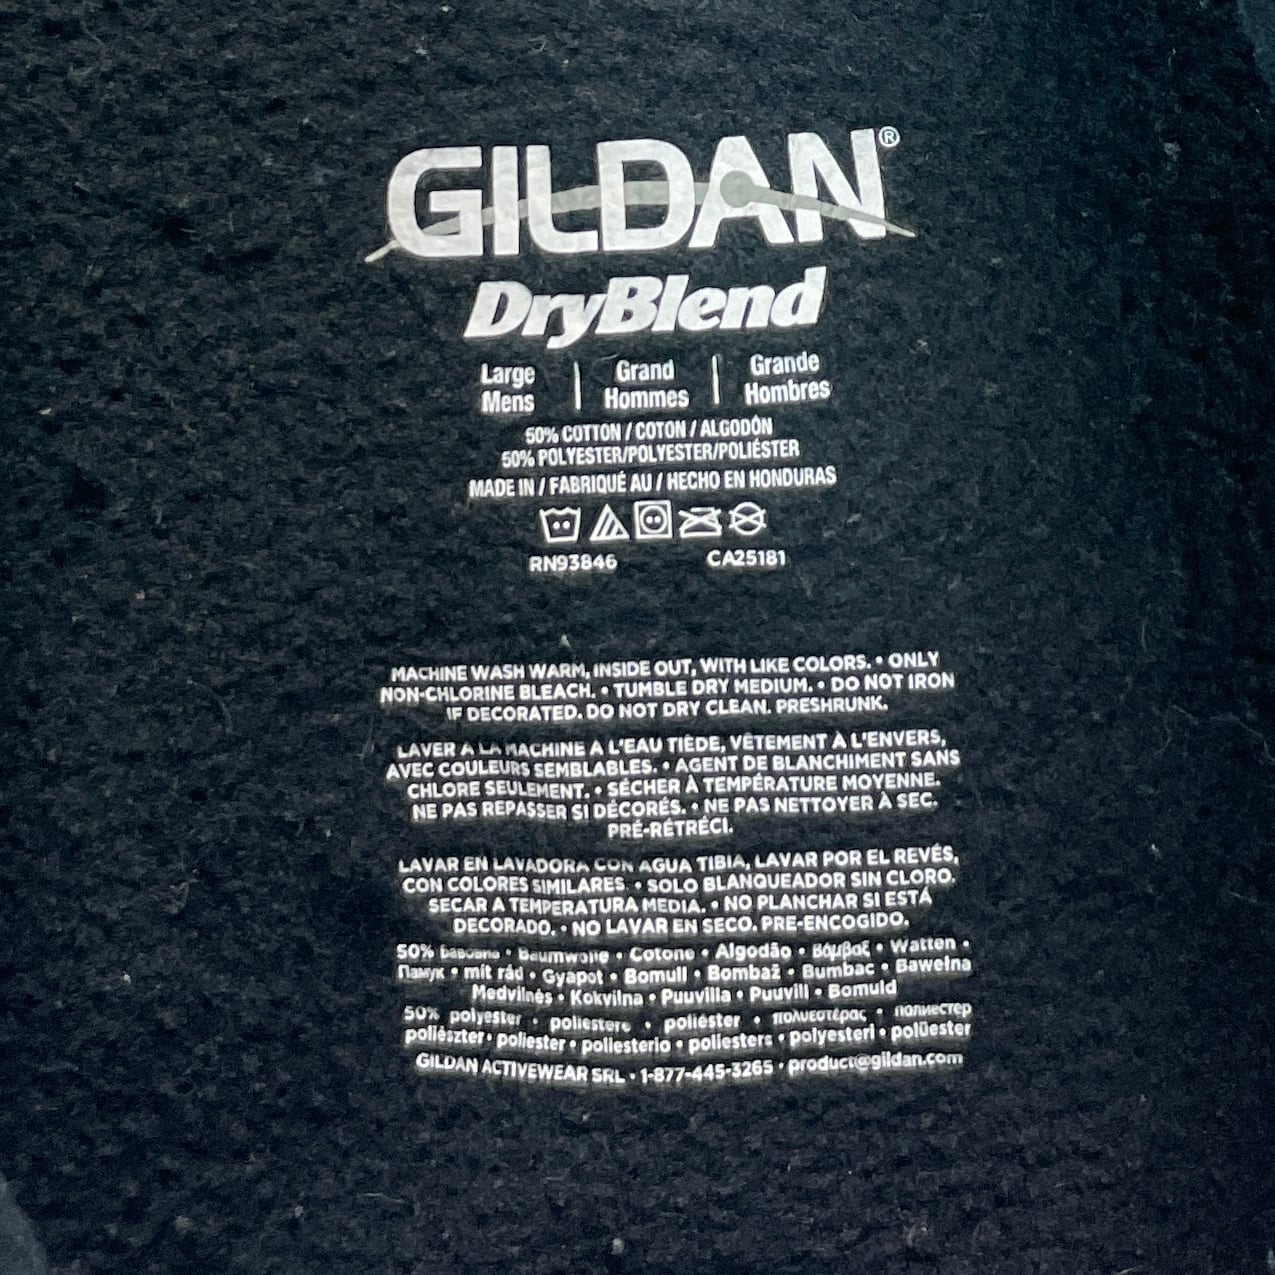 GILDAN®
DryBlend
Large | Grand | Grande
Mens | Hommes | Hombres
50% COTTON / COTON / ALGODÓN
50% POLYESTER/POLYESTER/POLIÉSTER
MADE IN / FABRIQUÉ AU / HECHO EN HONDURAS
RN93846 CA25181
MACHINE WASH WARM, INSIDE OUT, WITH LIKE COLORS. • ONLY
NON-CHLORINE BLEACH. • TUMBLE DRY MEDIUM. • DO NOT IRON
IF DECORATED. DO NOT DRY CLEAN. PRESHRUNK.
LAVER À LA MACHINE À L'EAU TIÈDE, VÊTEMENT À L'ENVERS,
AVEC COULEURS SEMBLABLES. • AGENT DE BLANCHIMENT SANS
CHLORE SEULEMENT. • SÉCHER À TEMPÉRATURE MOYENNE.
NE PAS REPASSER SI DÉCORÉS. • NE PAS NETTOYER À SEC.
PRÉ-RÉTRÉCI.
LAVAR EN LAVADORA CON AGUA TIBIA, LAVAR POR EL REVÉS,
CON COLORES SIMILARES • SOLO BLANQUEADOR SIN CLORO.
SECAR A TEMPERATURA MEDIA. • NO PLANCHAR SI ESTÁ
DECORADO. • NO LAVAR EN SECO. PRE-ENCOGIDO.
50% • Baumwolle • Cotone • Algodão • Βάμβαξ • Watten •
Памук • mít rád • Gyapot • Bomull • Bombaž • Bumbac • Bawełna
Medvilnės • Kokvilna • Puuvilla • Puuvill • Bomuld
50% polyester • poliestere • poliéster • πολυεστέρας • полиестер
poliészter • poliester • poliesterio • poliesters • polyesteri • polüester
GILDAN ACTIVEWEAR SRL • 1-877-445-3265 • product@gildan.com